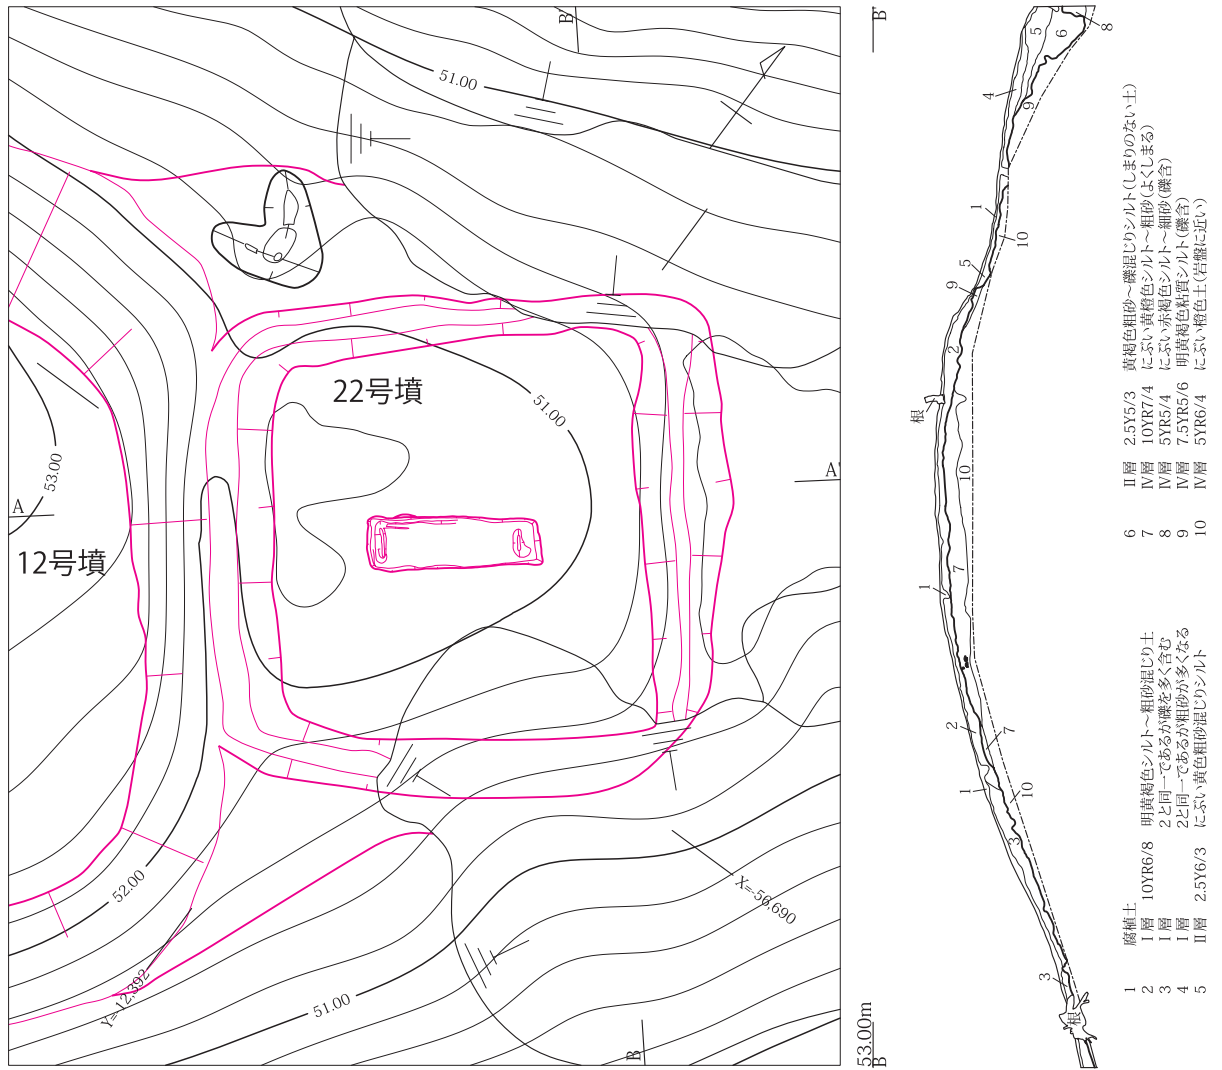 B'
51.00
22号墳
51.00
A'
53.00
A
12号墳
52.00
X=-56,690
Y=-12,392
51.00
B
B'
53.00m
B
8
5
6
4
9
1
10
5
9
2
根
10
1
7
2
7
1
10
3
3
根
1 腐植土
2 Ⅰ層 10YR6/8 明黄褐色シルト～粗砂混じり土
3 Ⅰ層 2と同一であるが礫を多く含む
4 Ⅰ層 2と同一であるが粗砂が多くなる
5 Ⅱ層 2.5Y6/3 にぶい黄色粗砂混じりシルト
6 Ⅱ層 2.5Y5/3 黄褐色粗砂～礫混じりシルト(しまりのない土)
7 Ⅳ層 10YR7/4 にぶい黄橙色シルト～粗砂(よくしまる)
8 Ⅳ層 5YR5/4 にぶい赤褐色シルト～細砂(礫含)
9 Ⅳ層 7.5YR5/6 明黄褐色粘質シルト(礫含)
10 Ⅳ層 5YR6/4 にぶい橙色土(岩盤に近い)